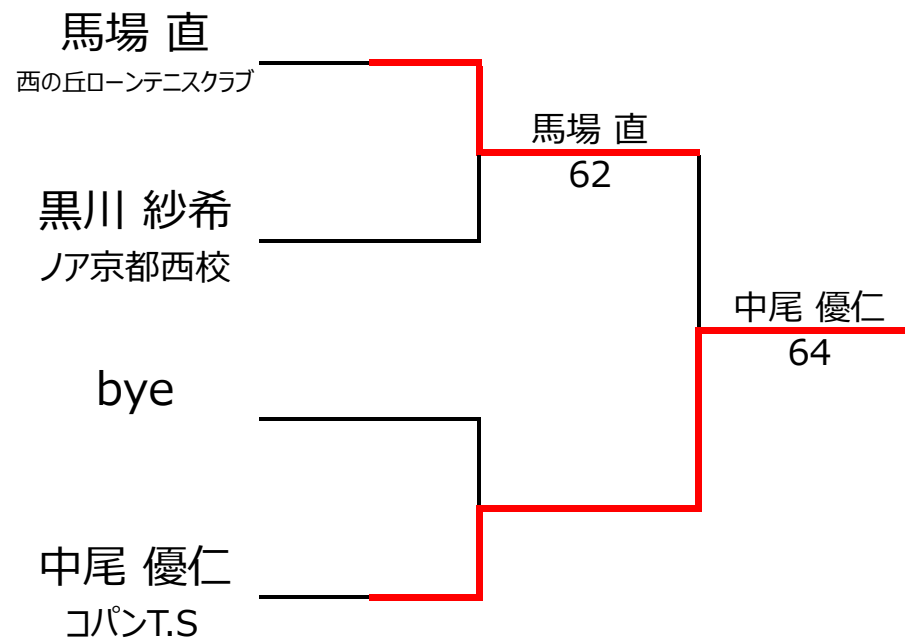 馬場 直
西の丘ローンテニスクラブ
馬場 直
62
黒川 紗希
ノア京都西校
中尾 優仁
64
bye
中尾 優仁
コパンT.S